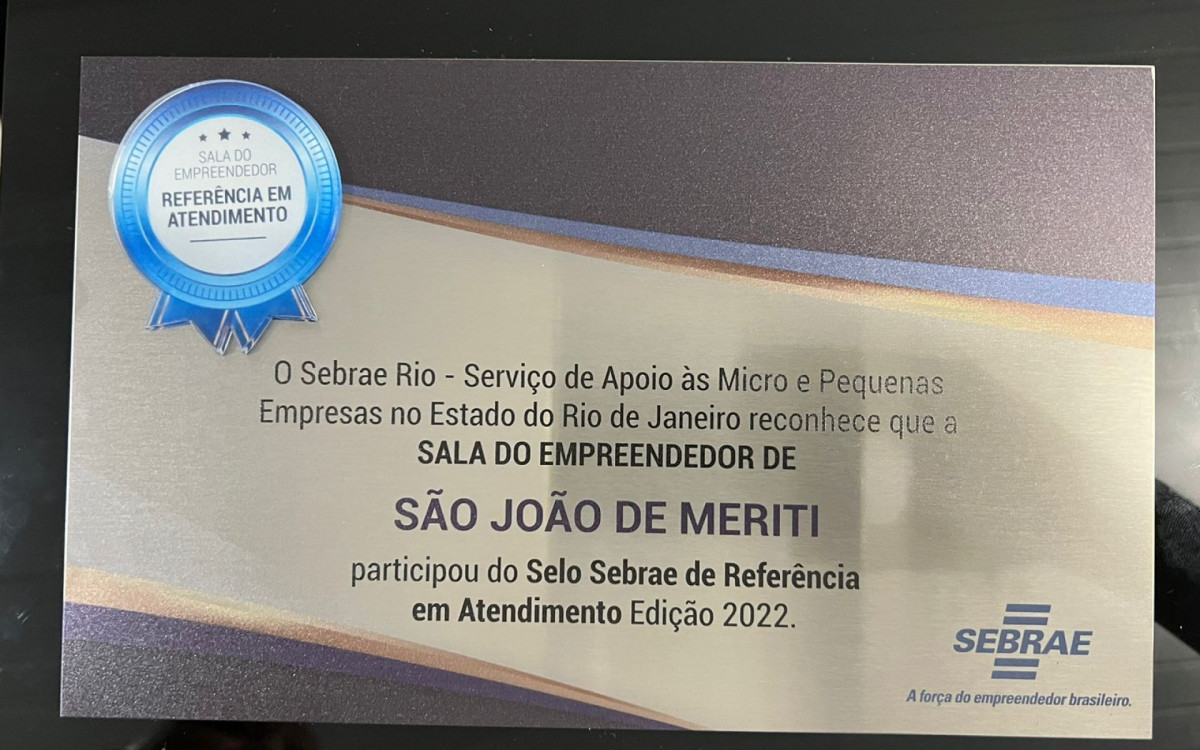 SALA DO
EMPREENDEDOR
REFERÊNCIA EM
ATENDIMENTO
O Sebrae Rio - Serviço de Apoio às Micro e Pequenas
Empresas no Estado do Rio de Janeiro reconhece que a
SALA DO EMPREENDEDOR DE
SÃO JOÃO DE MERITI
participou do Selo Sebrae de Referência
em Atendimento Edição 2022.
SEBRAE
A força do empreendedor brasileiro.